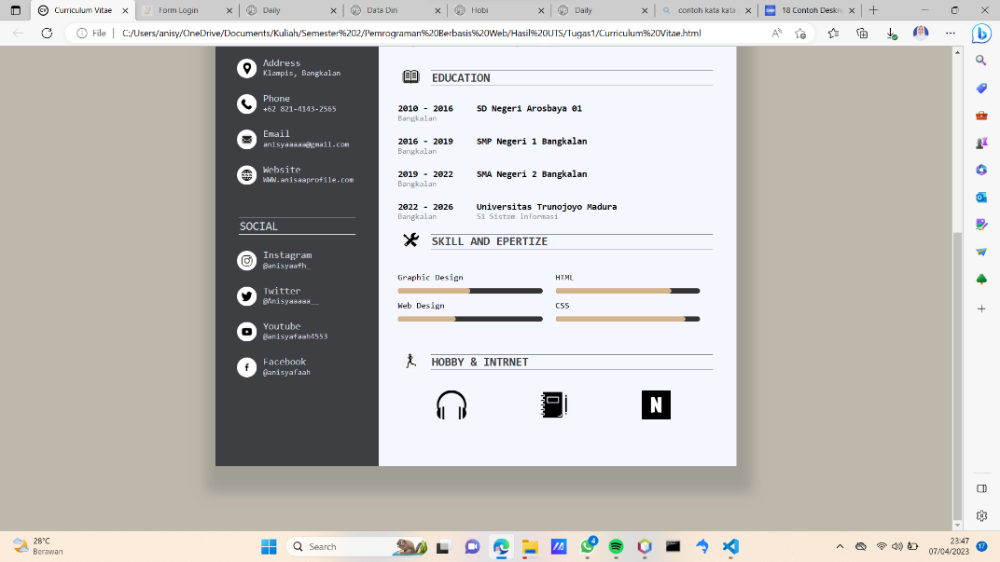 Curriculum Vitae
Form Login
Daily
Data Diri
Hobi
Daily
contoh kata kata
18 Contoh Deskri
File
C:/Users/anisy/OneDrive/Documents/Kuliah/Semester%202/Pemrograman%20Berbasis%20Web/Hasil%20UTS/Tugas1/Curriculum%20Vitae.html
Address
Klampis, Bangkalan
Phone
+62 821-4143-2565
Email
anisyaaaaa@gmail.com
Website
WWW.anisaaprofile.com
SOCIAL
Instagram
@anisyaafh_
Twitter
@Anisyaaaaa__
Youtube
@anisyafaah4553
Facebook
@anisyafaah
EDUCATION
2010 - 2016 SD Negeri Arosbaya 01
Bangkalan
2016 - 2019 SMP Negeri 1 Bangkalan
Bangkalan
2019 - 2022 SMA Negeri 2 Bangkalan
Bangkalan
2022 - 2026 Universitas Trunojoyo Madura
Bangkalan S1 Sistem Informasi
SKILL AND EPERTIZE
Graphic Design HTML
Web Design CSS
HOBBY & INTRNET
N
28°C
Berawan
Search
4
23:47
07/04/2023
17